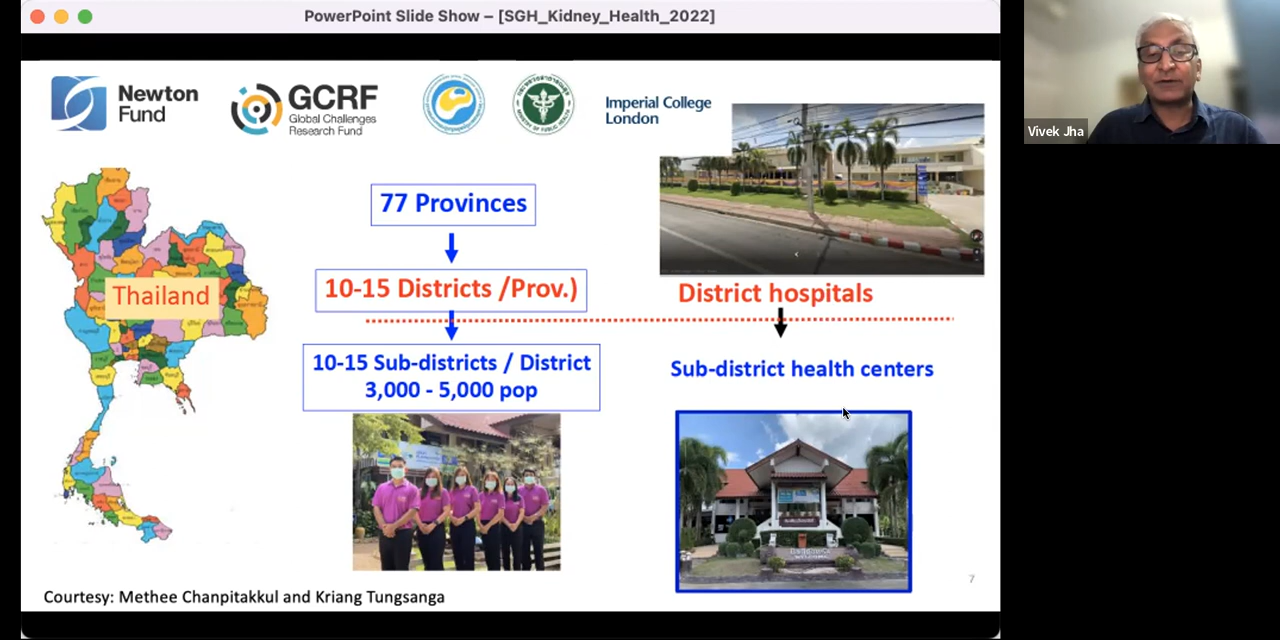 PowerPoint Slide Show – [SGH_Kidney_Health_2022]
Newton
Fund
GCRF
Global Challenges
Research Fund
Imperial College
London
Vivek Jha
77 Provinces
Thailand
10-15 Districts /Prov.)
District hospitals
10-15 Sub-districts / District
3,000 - 5,000 pop
Sub-district health centers
7
Courtesy: Methee Chanpitakkul and Kriang Tungsanga